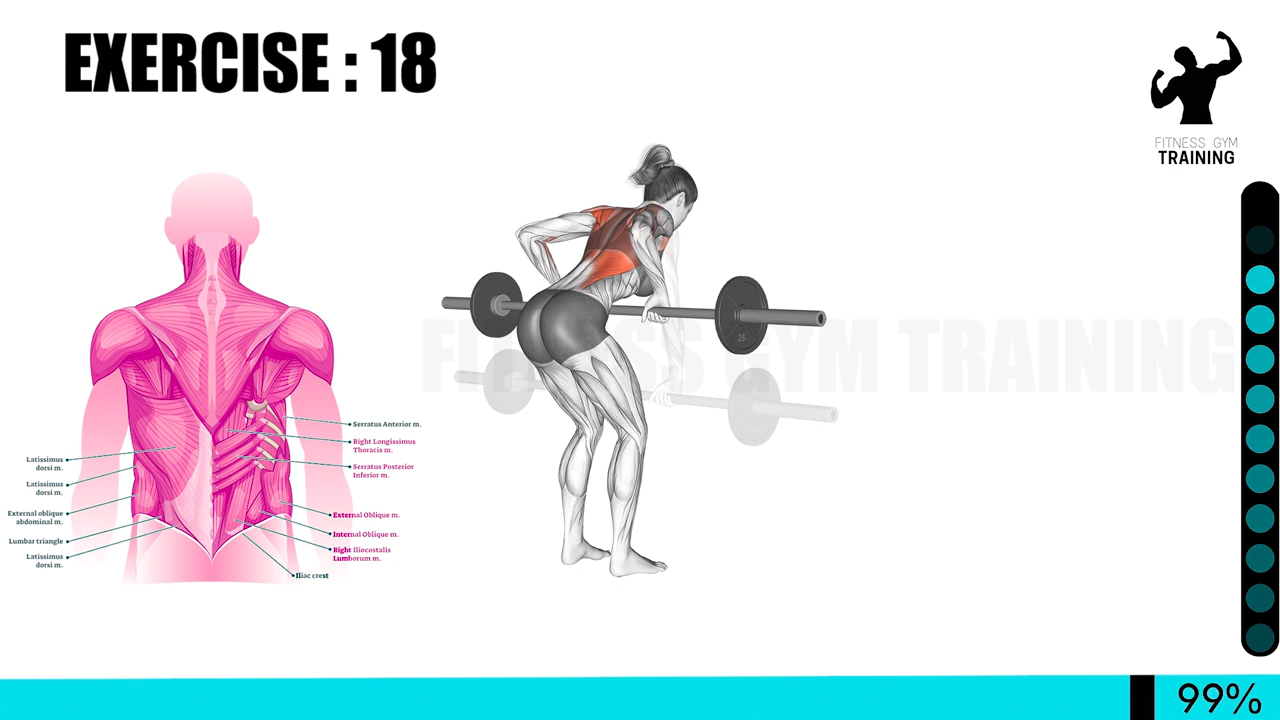 EXERCISE : 18
FITNESS GYM
TRAINING
FITNESS GYM TRAINING
25
Latissimus
dorsi m.
Latissimus
dorsi m.
External oblique
abdominal m.
Lumbar triangle
Latissimus
dorsi m.
Serratus Anterior m.
Right Longissimus
Thoracis m.
Serratus Posterior
Inferior m.
External Oblique m.
Internal Oblique m.
Right Iliocostalis
Lumborum m.
Iliac crest
99%